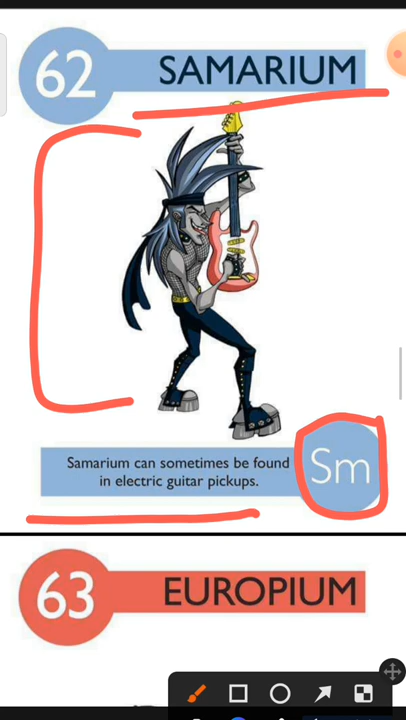 62
SAMARIUM
Samarium can sometimes be found
in electric guitar pickups.
Sm
63
EUROPIUM